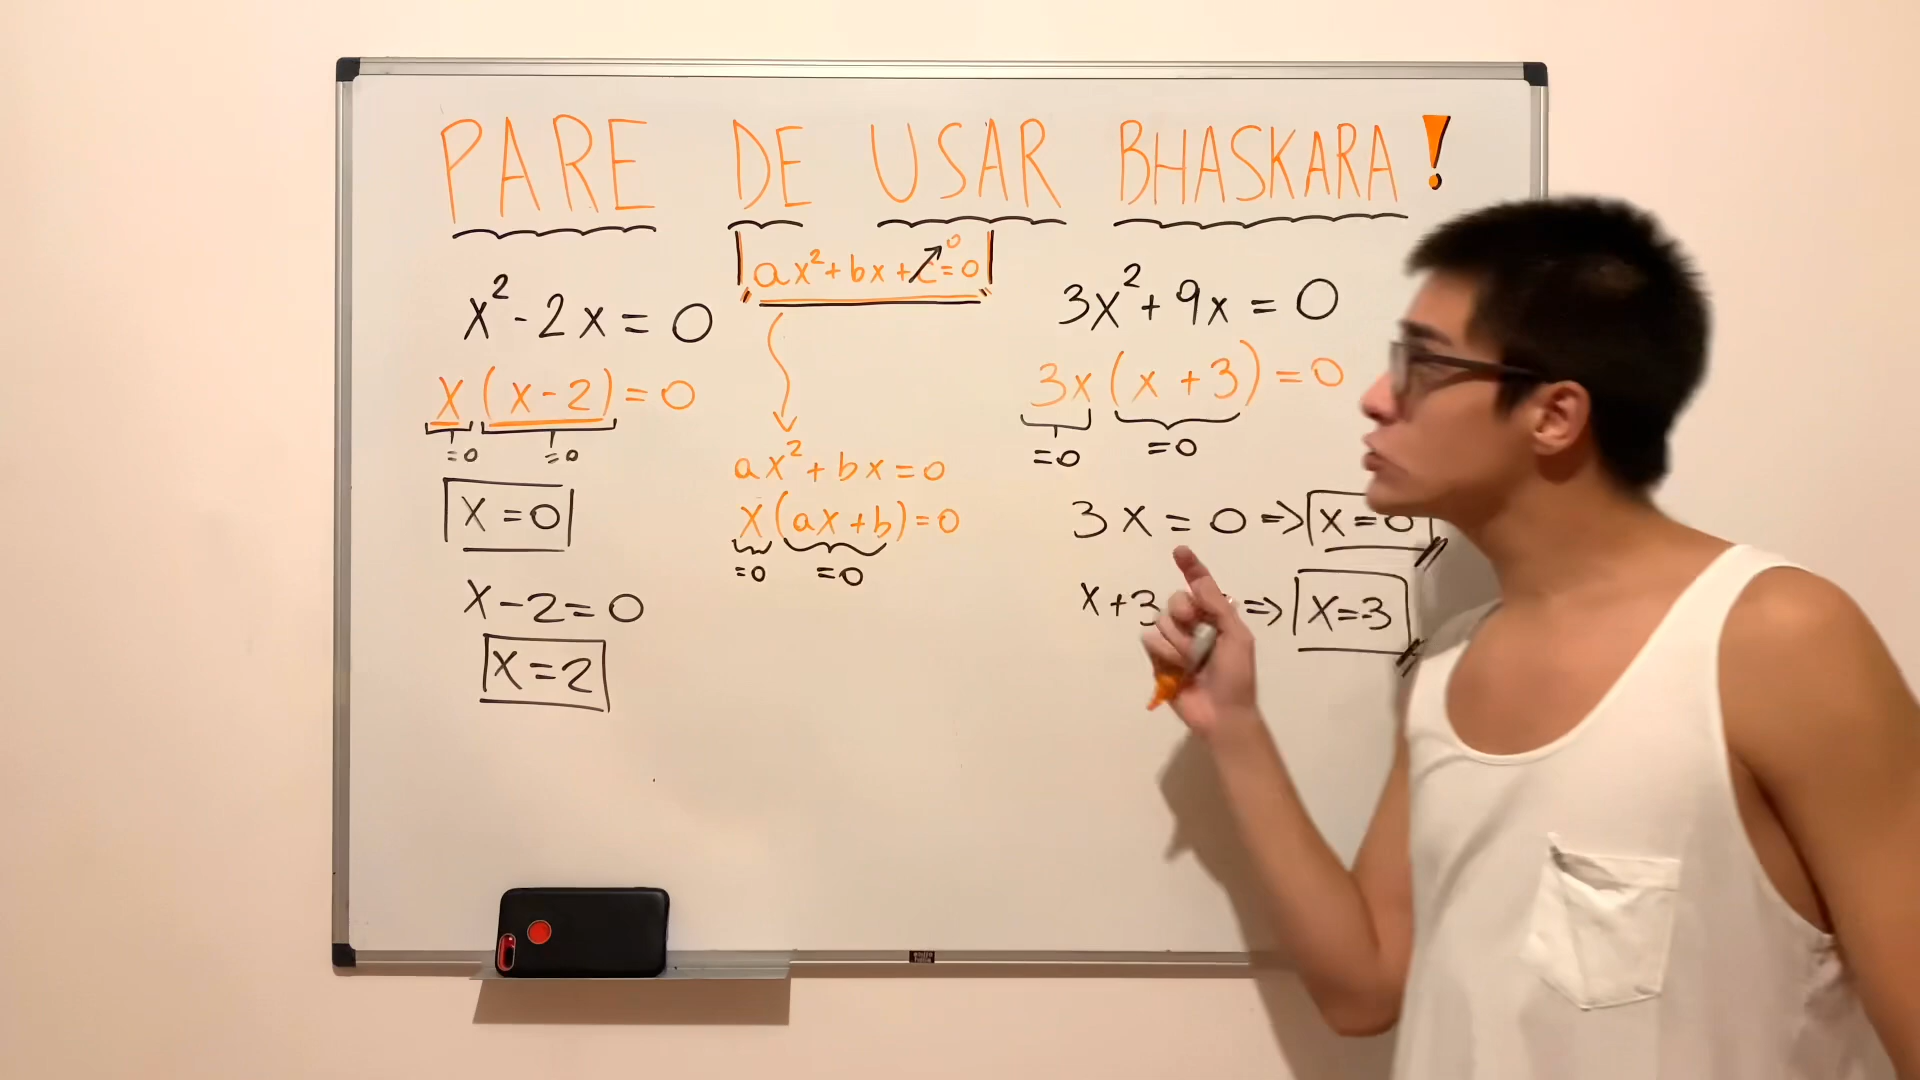 PARE DE USAR BHASKARA!
x² - 2x = 0
x (x - 2) = 0
= 0 = 0
x = 0
x - 2 = 0
x = 2
ax² + bx + c = 0
0
ax² + bx = 0
x (ax + b) = 0
= 0 = 0
3x² + 9x = 0
3x (x + 3) = 0
= 0 = 0
3x = 0 => x = 0
x + 3 => x = -3